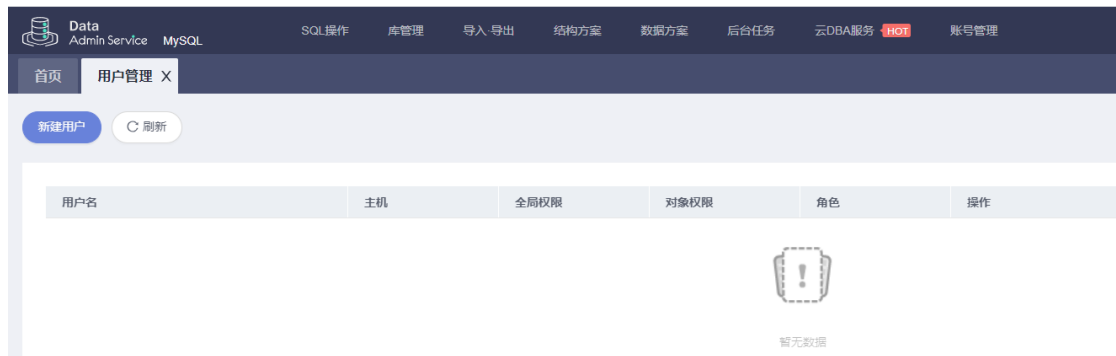 Data
Admin Service MySQL
SQL操作 库管理 导入·导出 结构方案 数据方案 后台任务 云DBA服务 HOT 账号管理
首页 用户管理 X
新建用户 刷新
用户名 主机 全局权限 对象权限 角色 操作
暂无数据